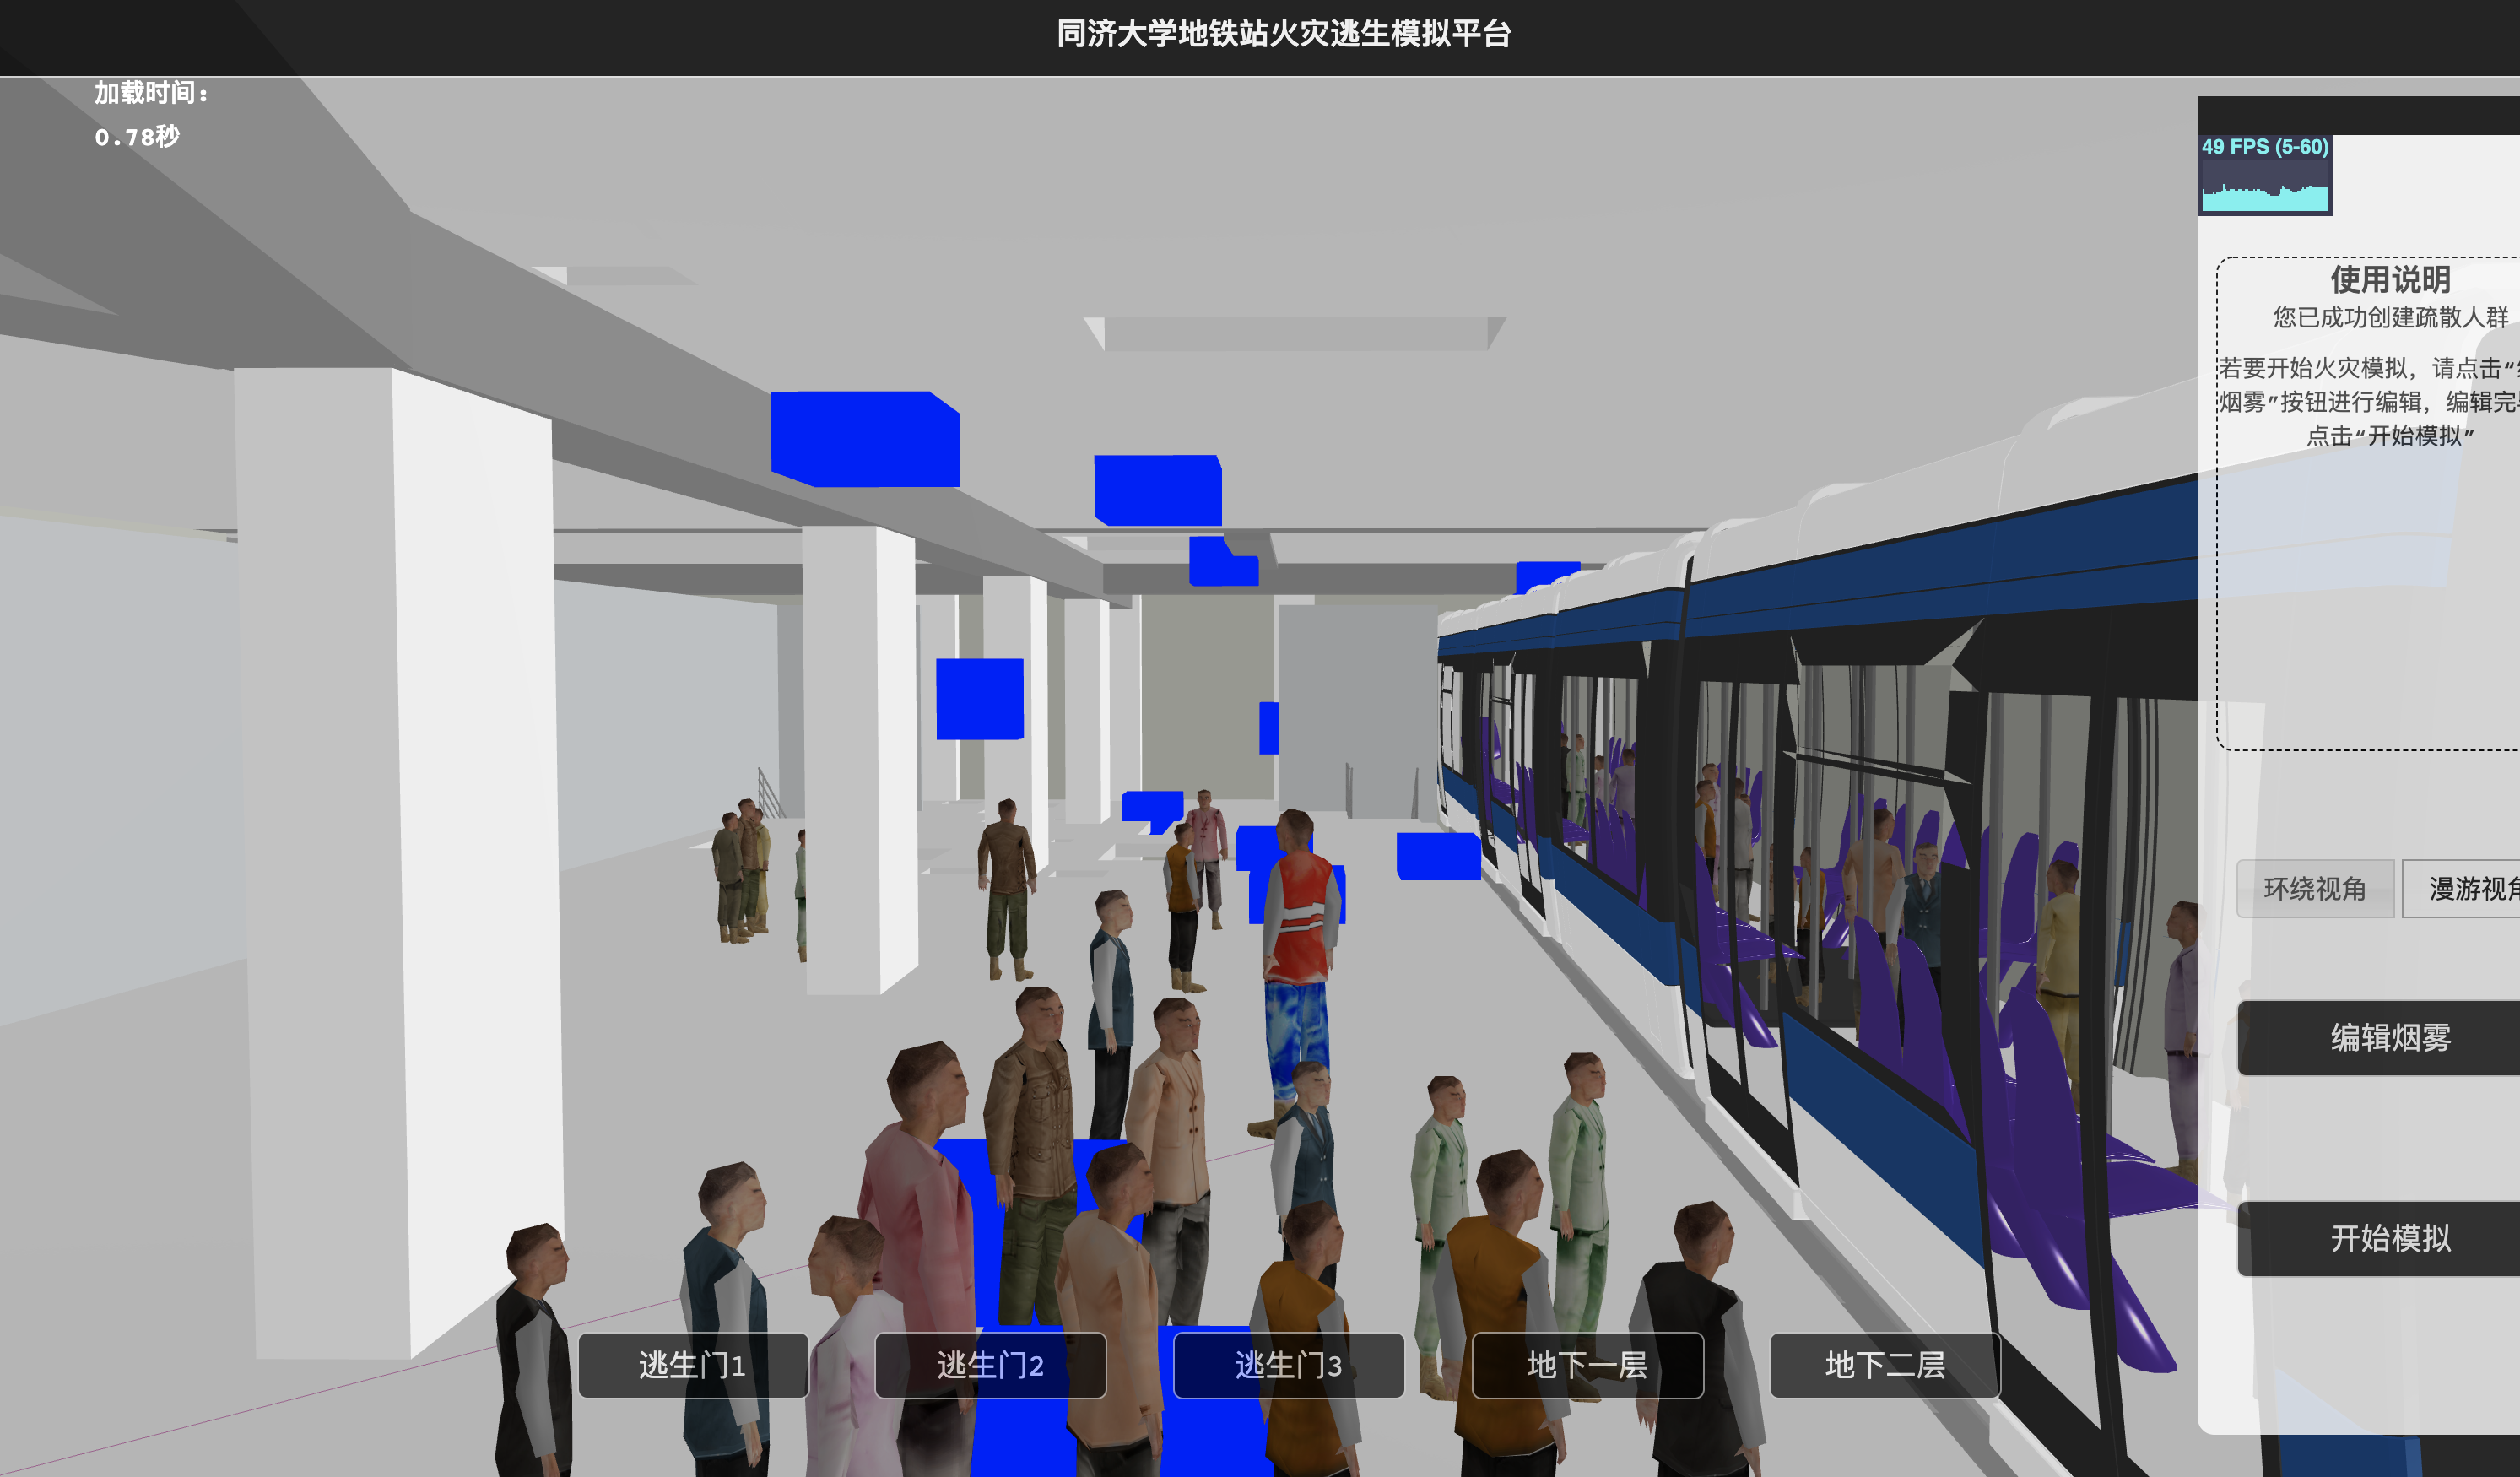 同济大学地铁站火灾逃生模拟平台
加载时间:
0.78秒
49 FPS (5-60)
使用说明
您已成功创建疏散人群
若要开始火灾模拟，请点击“
烟雾”按钮进行编辑，编辑完
点击“开始模拟”
环绕视角 漫游视角
编辑烟雾
开始模拟
逃生门1 逃生门2 逃生门3 地下一层 地下二层